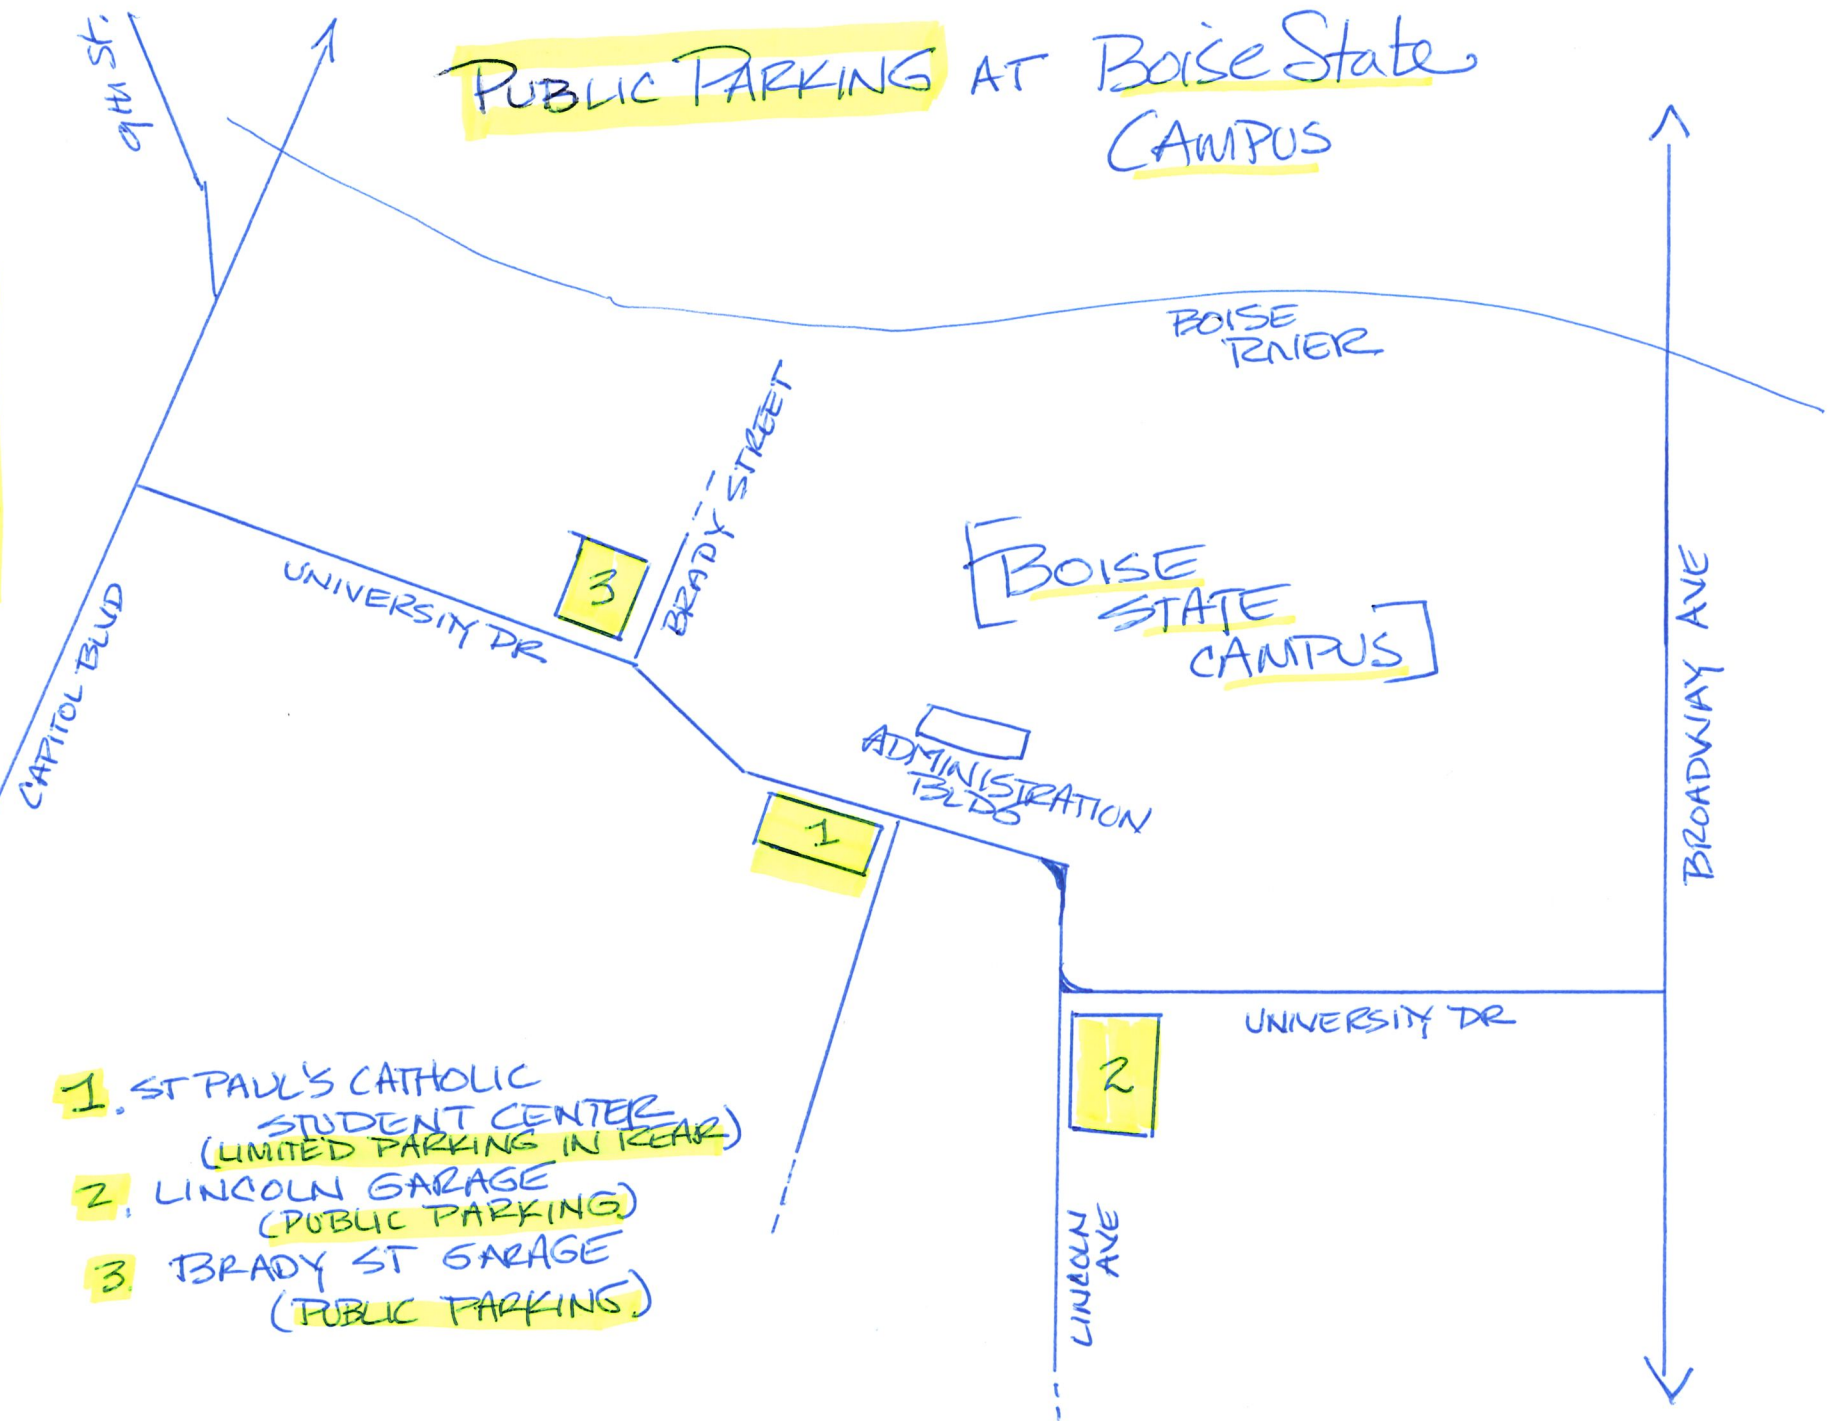 9th St.
PUBLIC PARKING AT Boise State
CAMPUS
BOISE
RIVER
BRADY STREET
3
UNIVERSITY DR
CAPITOL BLVD
[BOISE
STATE
CAMPUS]
BROADWAY AVE
ADMINISTRATION
BLDG
1
UNIVERSITY DR
2
LINCOLN
AVE
1. ST PAUL'S CATHOLIC
STUDENT CENTER
(LIMITED PARKING IN REAR)
2. LINCOLN GARAGE
(PUBLIC PARKING)
3. BRADY ST GARAGE
(PUBLIC PARKING)